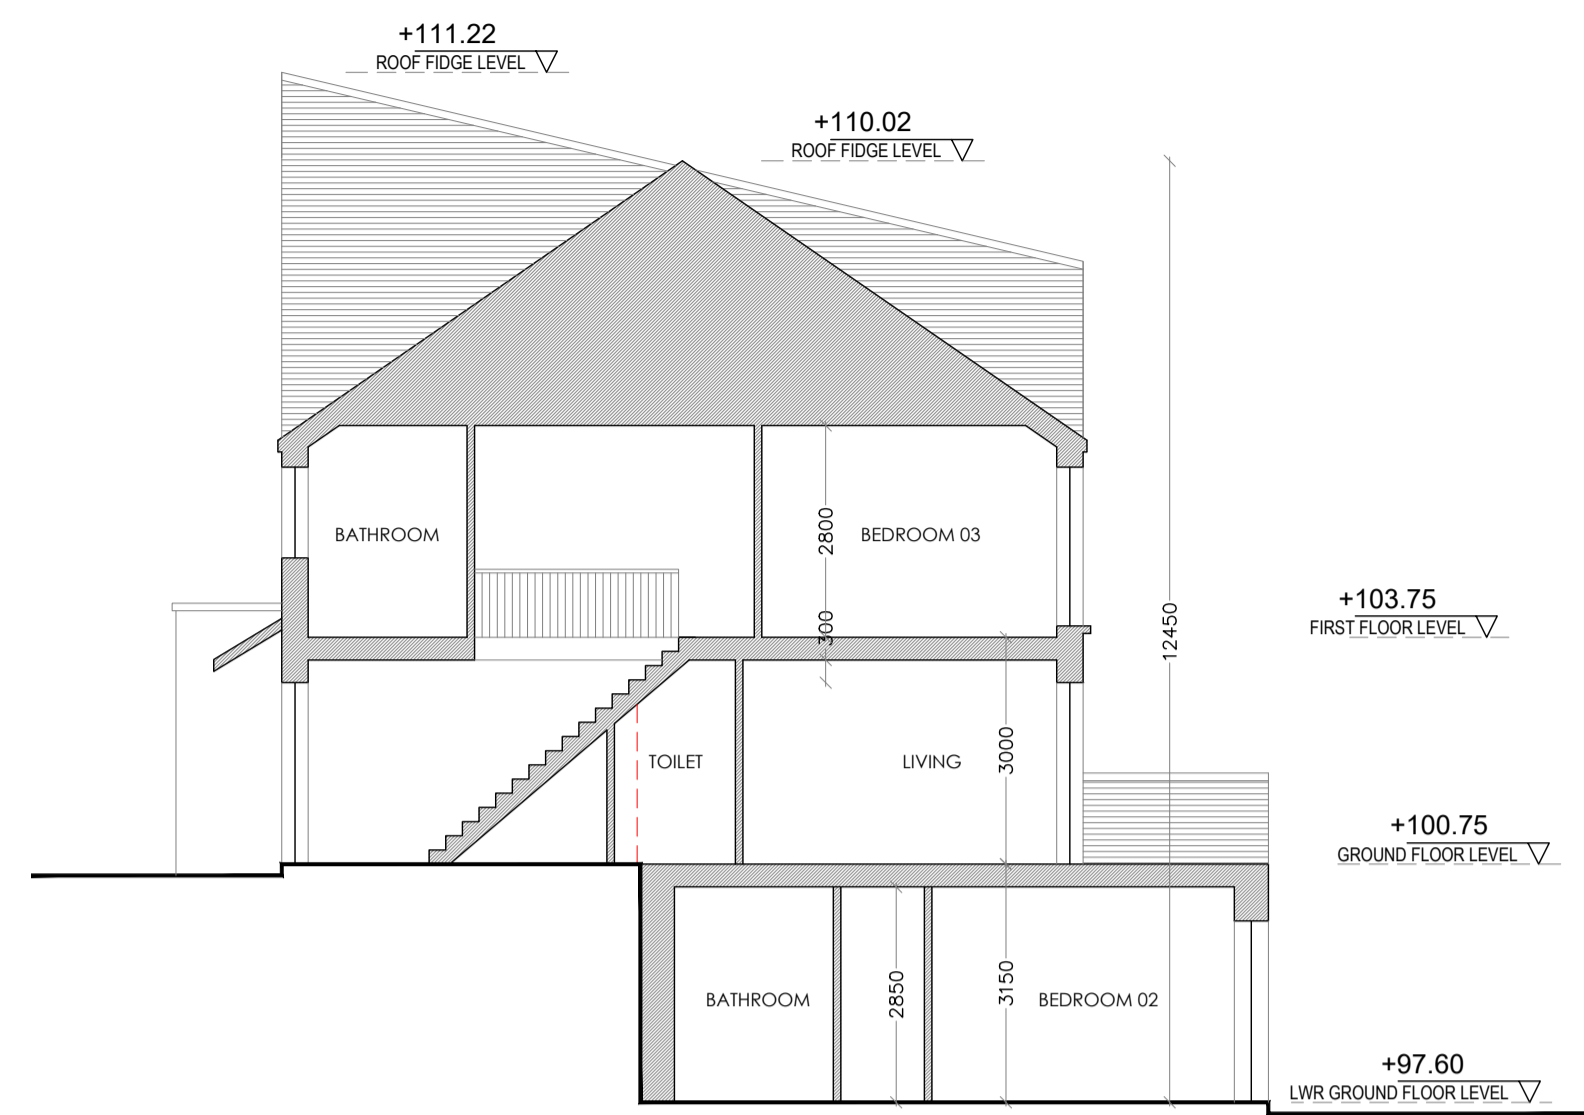 +111.22
ROOF FIDGE LEVEL
+110.02
ROOF FIDGE LEVEL
BATHROOM
2800
BEDROOM 03
300
12450
+103.75
FIRST FLOOR LEVEL
TOILET
LIVING
3000
+100.75
GROUND FLOOR LEVEL
BATHROOM
2850
3150
BEDROOM 02
+97.60
LWR GROUND FLOOR LEVEL